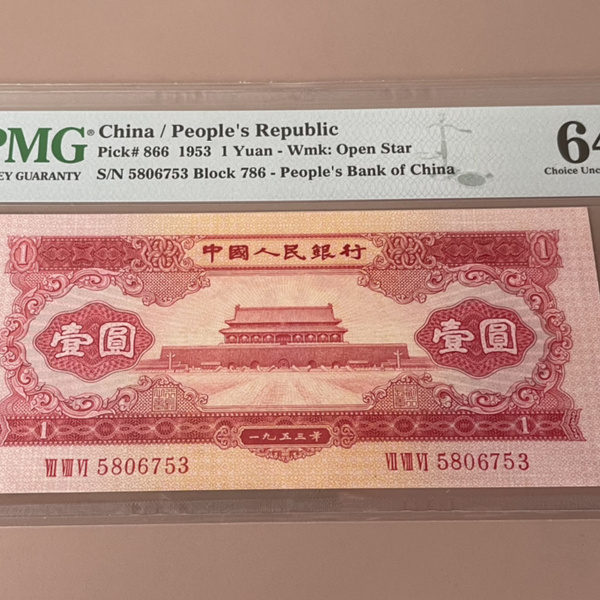 PMG® China / People's Republic
Pick# 866 1953 1 Yuan - Wmk: Open Star
EY GUARANTY S/N 5806753 Block 786 - People's Bank of China
64
Choice Unc
中國人民銀行
1 1
壹圓 壹圓
1 一九五三年 1
VII VIII VI 5806753 VII VIII VI 5806753